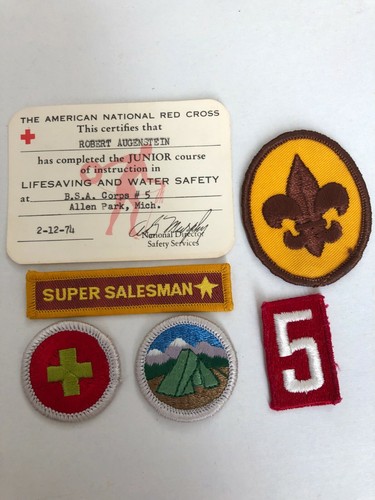 THE AMERICAN NATIONAL RED CROSS
This certifies that
ROBERT AUGENSTEIN
has completed the JUNIOR course
of instruction in
LIFESAVING AND WATER SAFETY
at B.S.A. Corps # 5
Allen Park, Mich.
2-12-74
National Director
Safety Services
SUPER SALESMAN
5